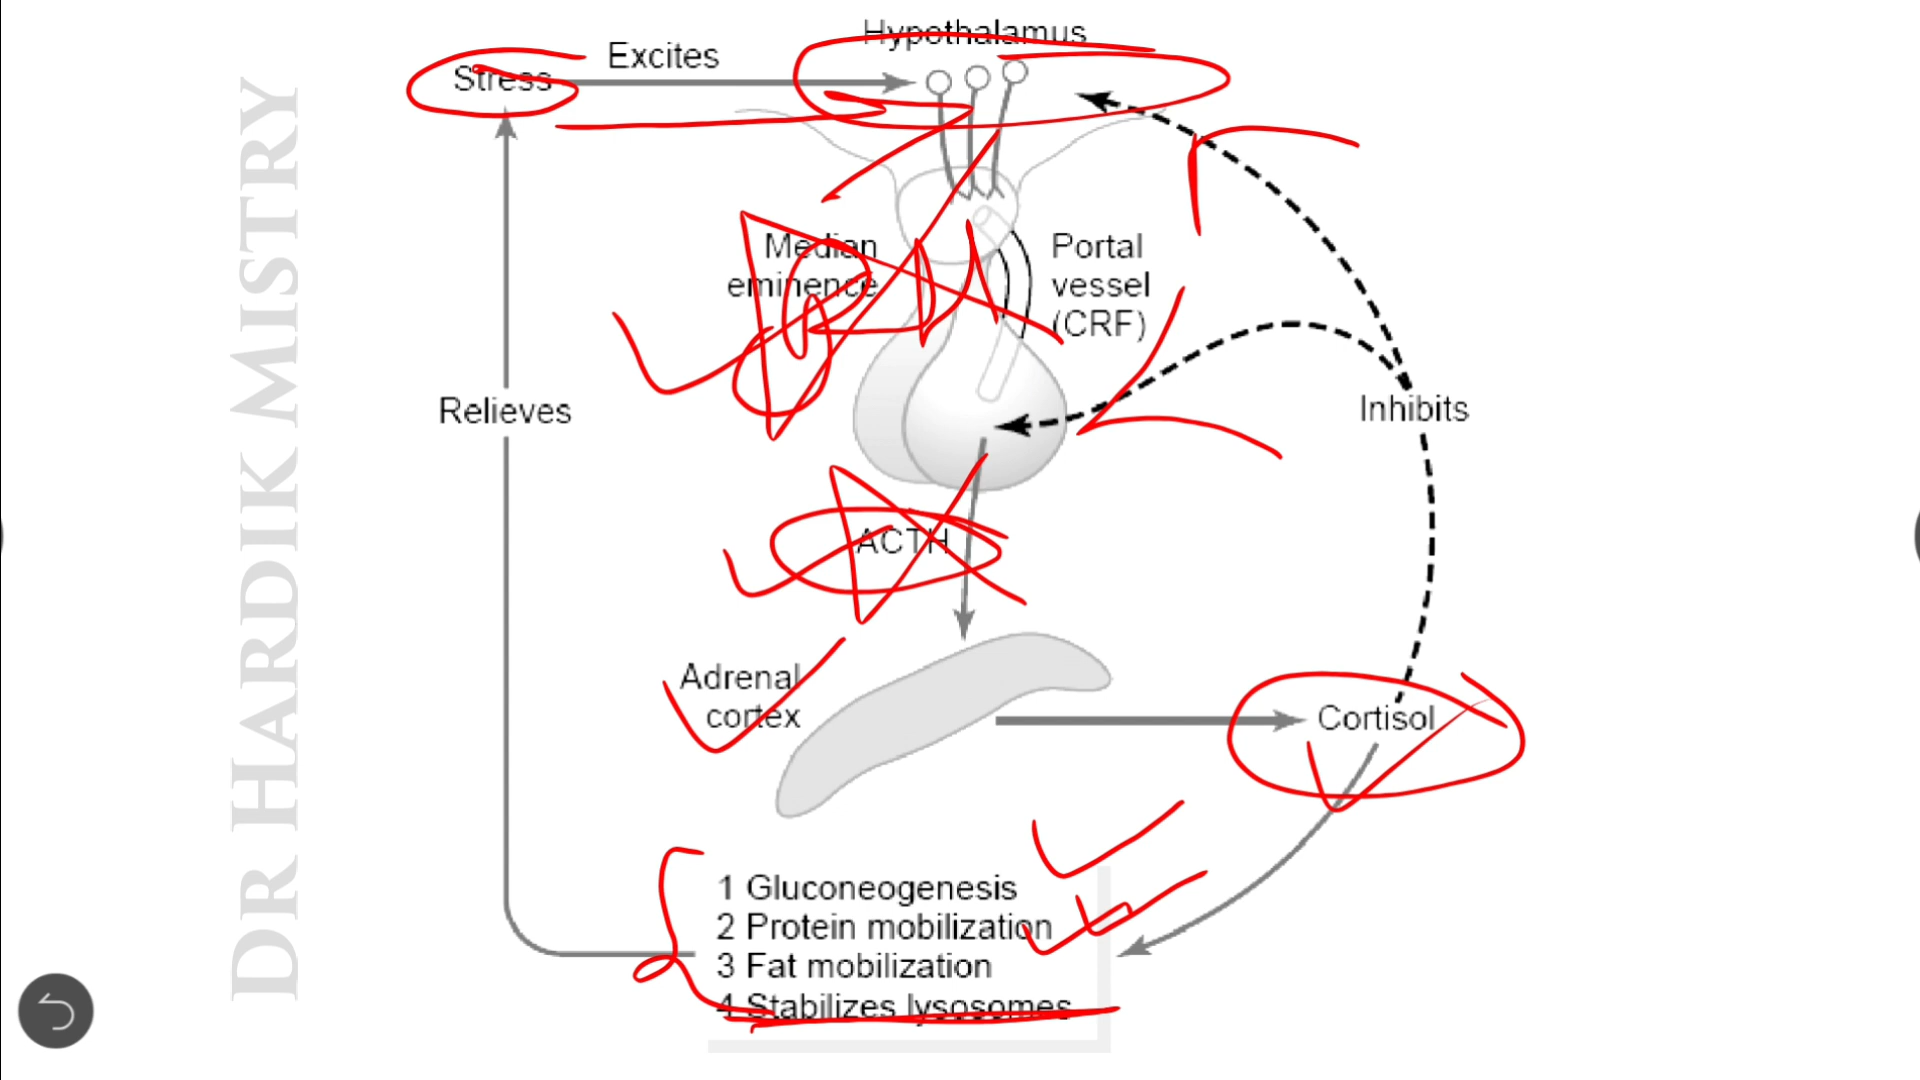 Hypothalamus
Stress
Excites
Median
eminence
Portal
vessel
(CRF)
Relieves
Inhibits
ACTH
Adrenal
cortex
Cortisol
1 Gluconeogenesis
2 Protein mobilization
3 Fat mobilization
4 Stabilizes lysosomes
DR HARDIK MISTRY